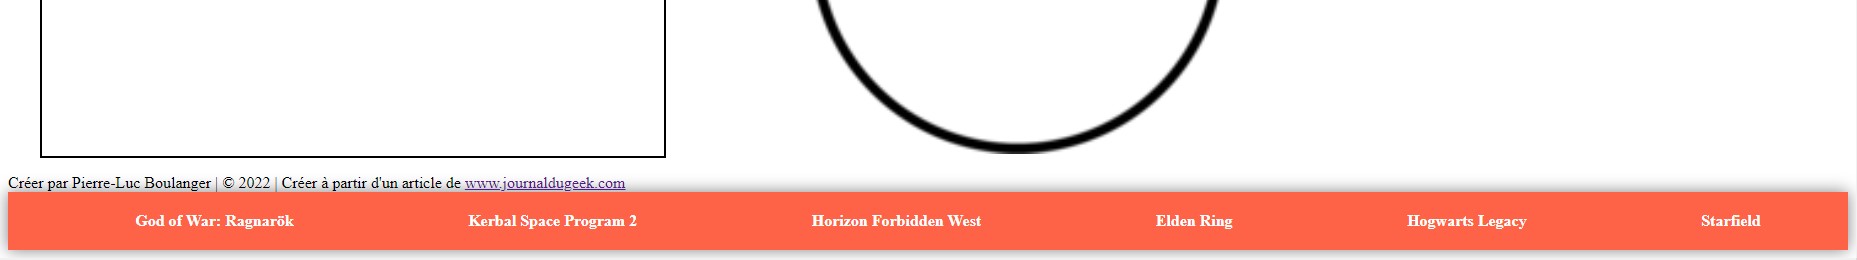 Créer par Pierre-Luc Boulanger | © 2022 | Créer à partir d'un article de www.journaldugeek.com
God of War: Ragnarök Kerbal Space Program 2 Horizon Forbidden West Elden Ring Hogwarts Legacy Starfield